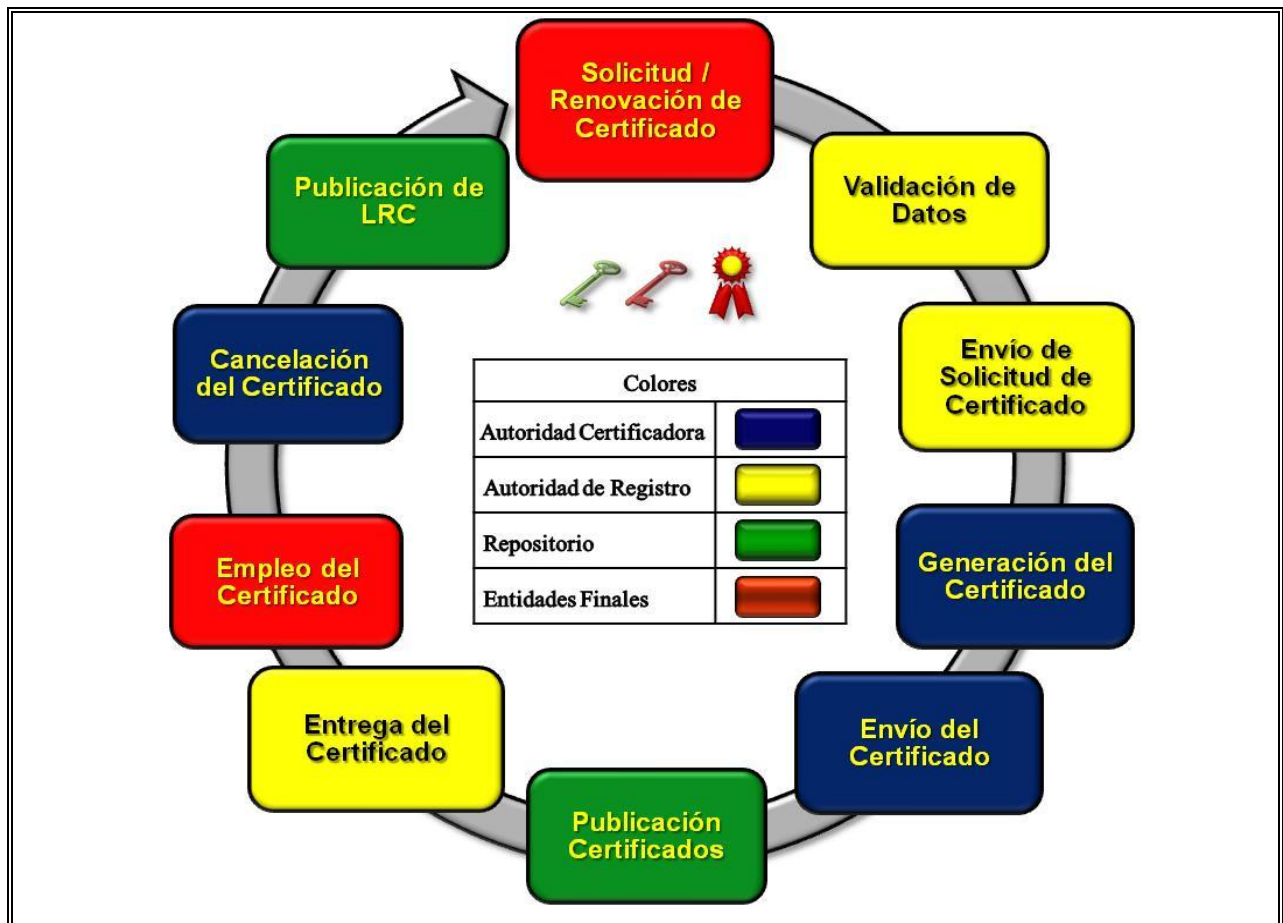 Solicitud /
Renovación de
Certificado
Validación de
Datos
Envío de
Solicitud de
Certificado
Generación del
Certificado
Envío del
Certificado
Publicación
Certificados
Entrega del
Certificado
Empleo del
Certificado
Cancelación
del Certificado
Publicación de
LRC
Colores
Autoridad Certificadora
Autoridad de Registro
Repositorio
Entidades Finales